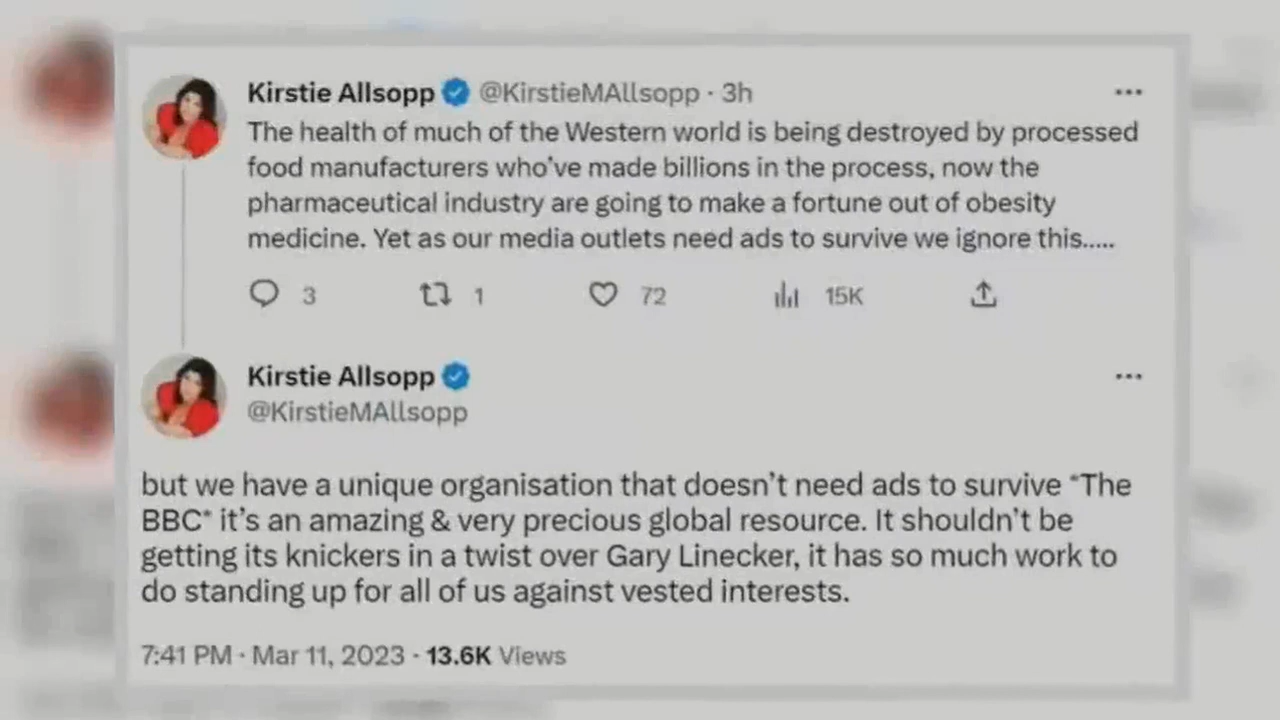 Kirstie Allsopp @KirstieMAllsopp · 3h
The health of much of the Western world is being destroyed by processed
food manufacturers who've made billions in the process, now the
pharmaceutical industry are going to make a fortune out of obesity
medicine. Yet as our media outlets need ads to survive we ignore this.....
3 1 72 15K
Kirstie Allsopp
@KirstieMAllsopp
but we have a unique organisation that doesn't need ads to survive *The
BBC* it's an amazing & very precious global resource. It shouldn't be
getting its knickers in a twist over Gary Linecker, it has so much work to
do standing up for all of us against vested interests.
7:41 PM · Mar 11, 2023 · 13.6K Views